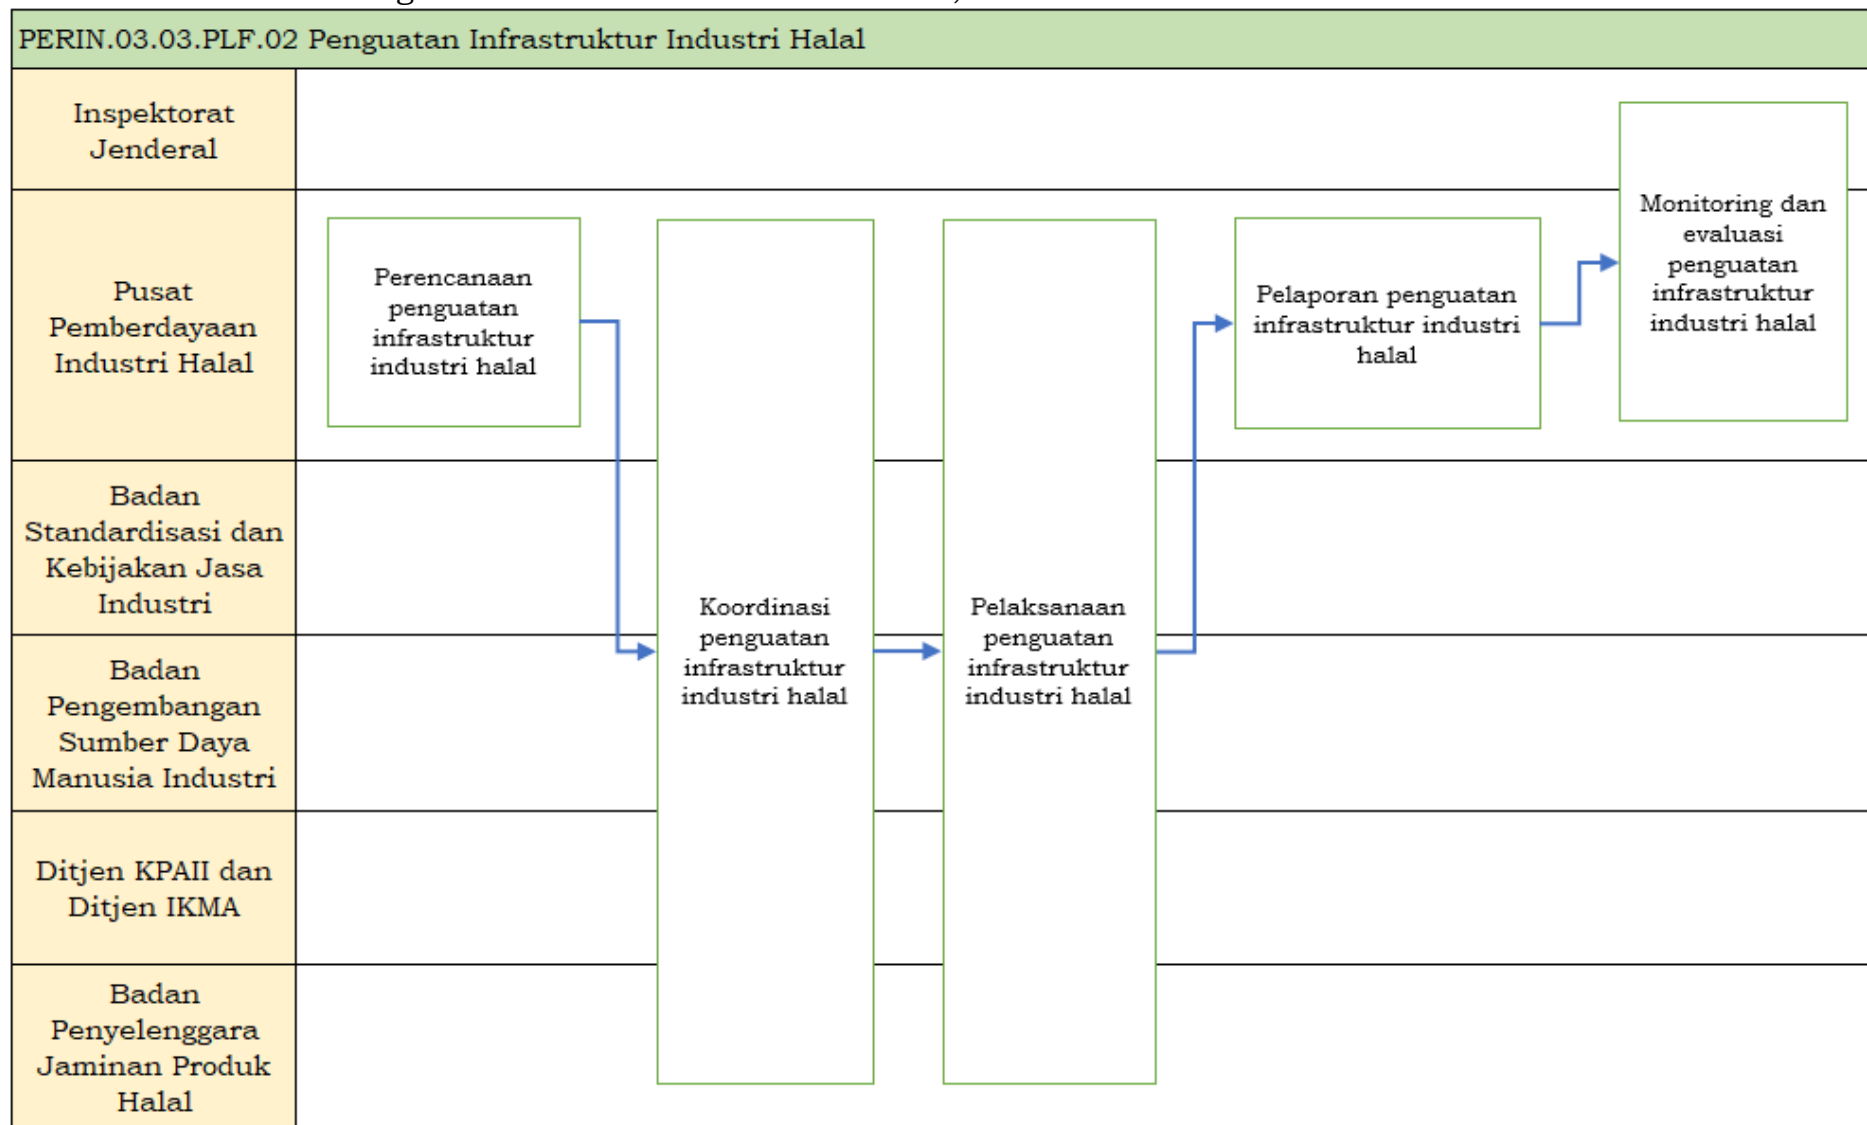 PERIN.03.03.PLF.02 Penguatan Infrastruktur Industri Halal
Inspektorat
Jenderal
Pusat
Pemberdayaan
Industri Halal
Badan
Standardisasi dan
Kebijakan Jasa
Industri
Badan
Pengembangan
Sumber Daya
Manusia Industri
Ditjen KPAII dan
Ditjen IKMA
Badan
Penyelenggara
Jaminan Produk
Halal
Perencanaan
penguatan
infrastruktur
industri halal
Koordinasi
penguatan
infrastruktur
industri halal
Pelaksanaan
penguatan
infrastruktur
industri halal
Pelaporan penguatan
infrastruktur industri
halal
Monitoring dan
evaluasi
penguatan
infrastruktur
industri halal